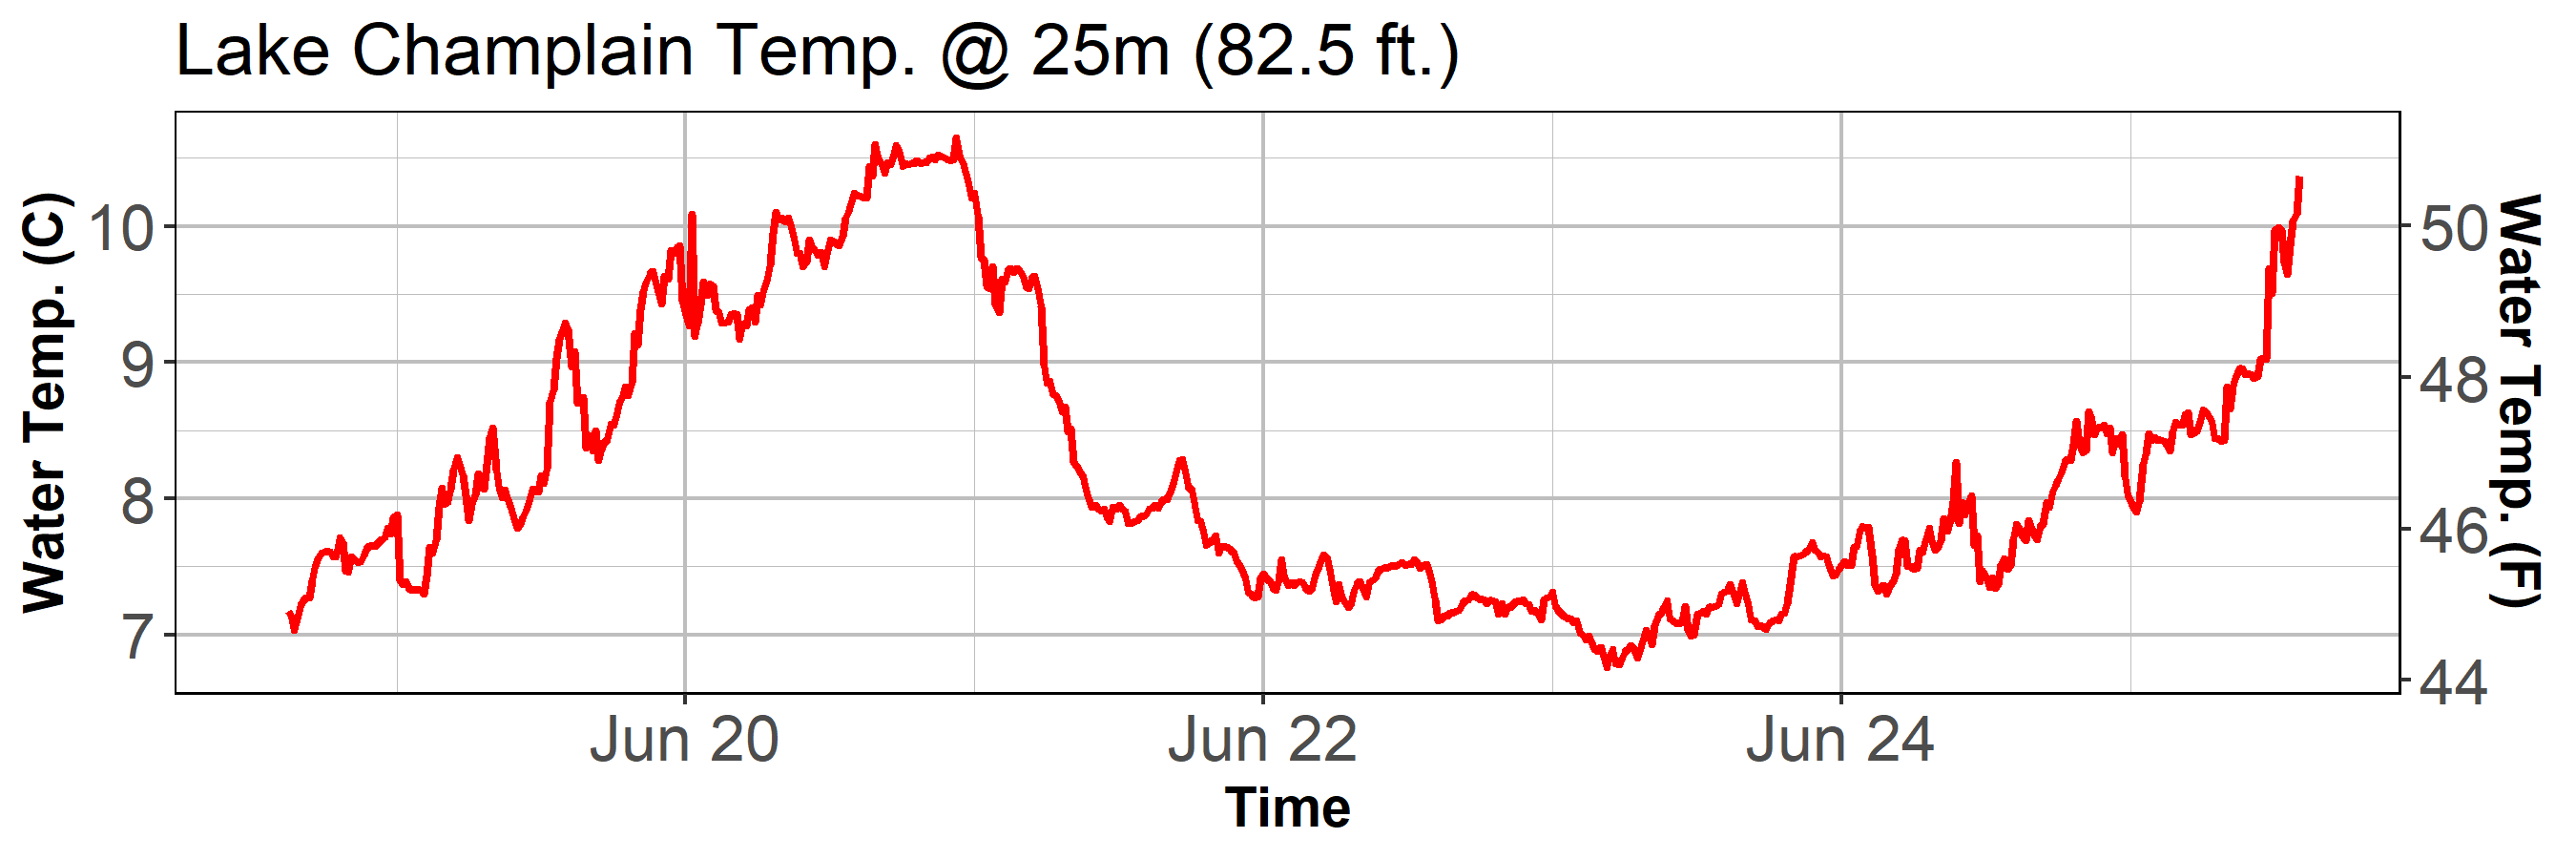 Lake Champlain Temp. @ 25m (82.5 ft.)
Water Temp. (C)
10
9
8
7
50
48
46
44
Water Temp. (F)
Jun 20
Jun 22
Jun 24
Time